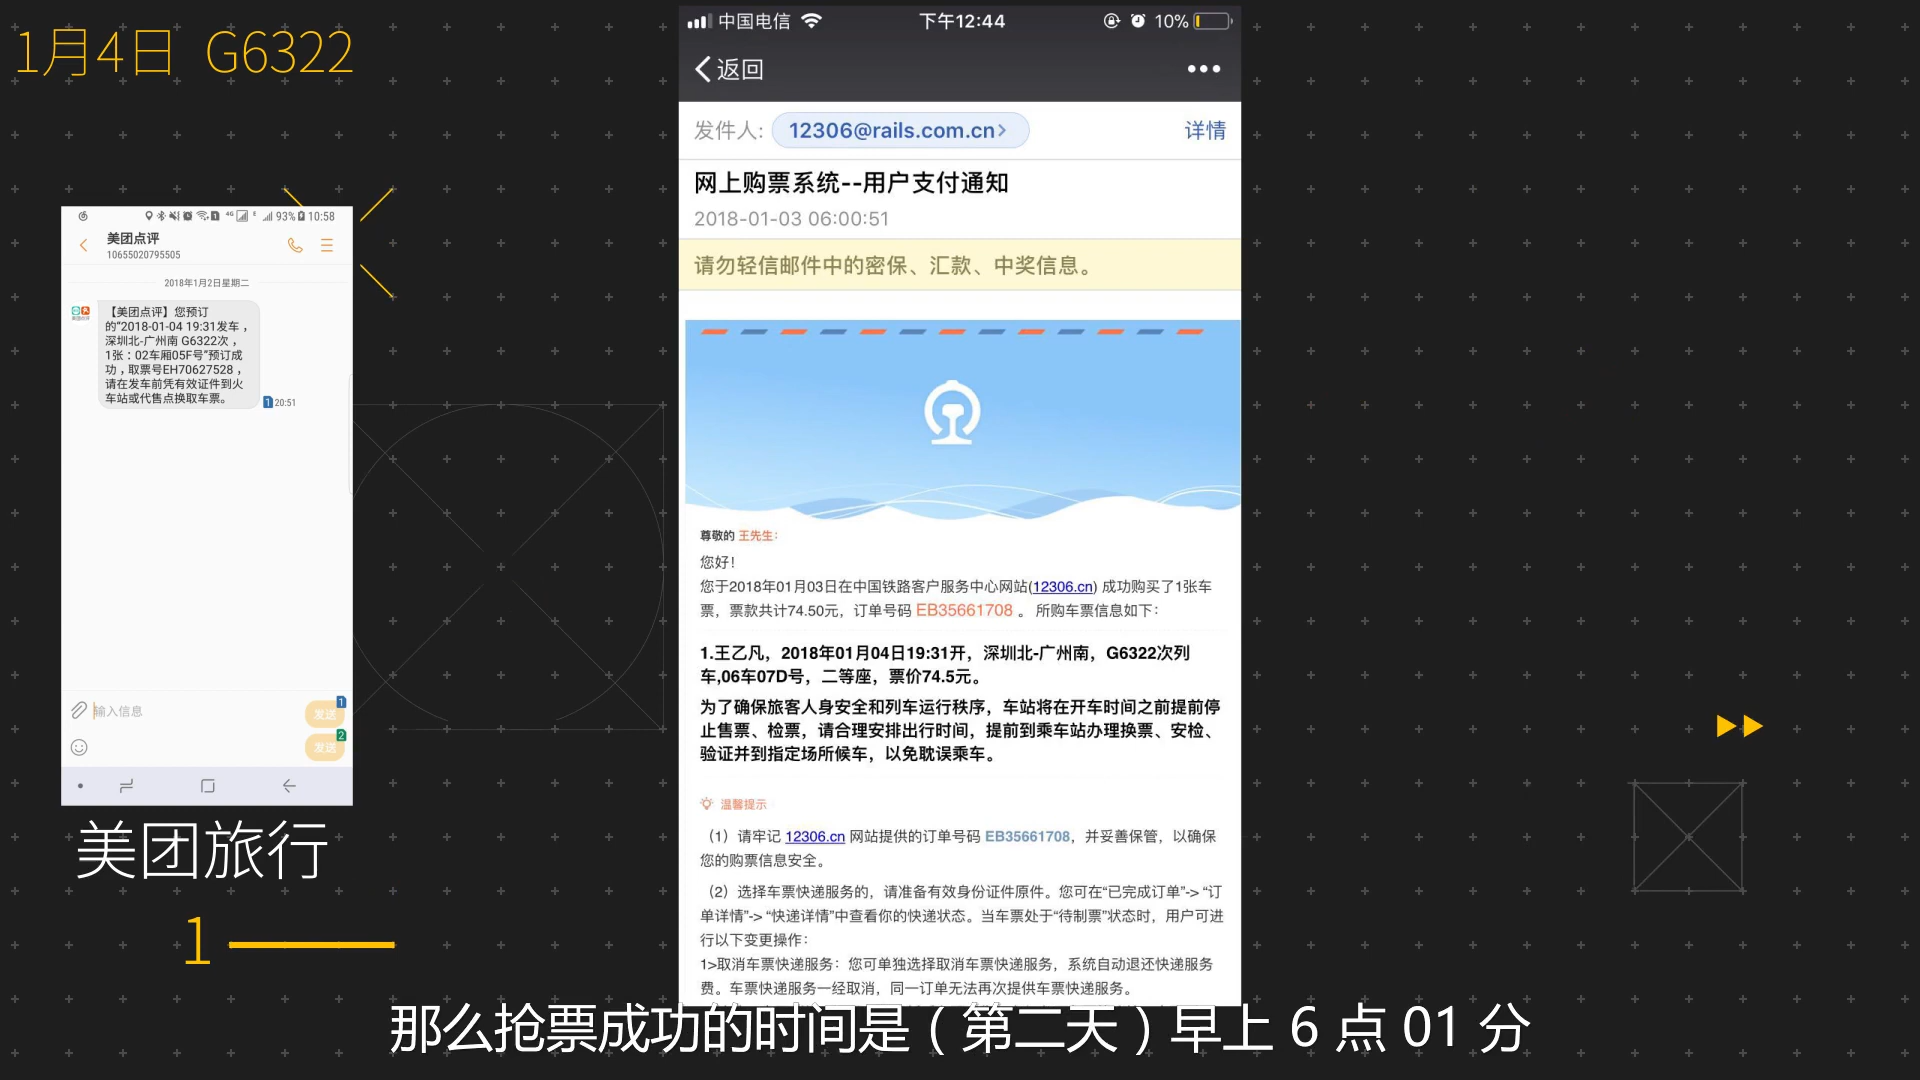 1月4日 G6322
93% 10:58
美团点评
10655020795505
2018年1月2日星期二
【美团点评】您预订
的"2018-01-04 19:31发车，
深圳北-广州南 G6322次，
1张：02车厢05F号"预订成
功，取票号EH70627528，
请在发车前凭有效证件到火
车站或代售点换取车票。
1 20:51
输入信息
发送 1
发送 2
美团旅行
1
中国电信 下午12:44 10%
返回
发件人: 12306@rails.com.cn> 详情
网上购票系统--用户支付通知
2018-01-03 06:00:51
请勿轻信邮件中的密保、汇款、中奖信息。
尊敬的 王先生:
您好!
您于2018年01月03日在中国铁路客户服务中心网站(12306.cn) 成功购买了1张车
票，票款共计74.50元，订单号码 EB35661708 。 所购车票信息如下:
1.王乙凡，2018年01月04日19:31开，深圳北-广州南，G6322次列
车,06车07D号，二等座，票价74.5元。
为了确保旅客人身安全和列车运行秩序，车站将在开车时间之前提前停
止售票、检票，请合理安排出行时间，提前到乘车站办理换票、安检、
验证并到指定场所候车，以免耽误乘车。
温馨提示
（1）请牢记 12306.cn 网站提供的订单号码 EB35661708，并妥善保管，以确保
您的购票信息安全。
（2）选择车票快递服务的，请准备有效身份证件原件。您可在"已完成订单"-> "订
单详情"-> "快递详情"中查看你的快递状态。当车票处于"待制票"状态时，用户可进
行以下变更操作:
1>取消车票快递服务: 您可单独选择取消车票快递服务，系统自动退还快递服务
费。车票快递服务一经取消，同一订单无法再次提供车票快递服务。
那么抢票成功的时间是（第二天）早上 6 点 01 分